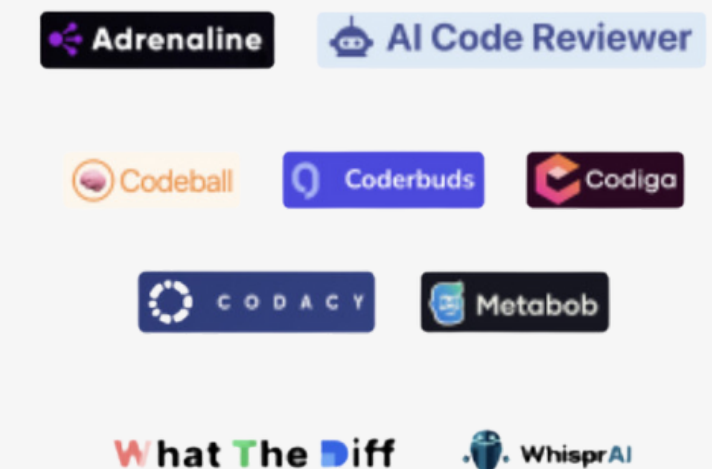 Adrenaline
AI Code Reviewer
Codeball
Coderbuds
Codiga
CODACY
Metabob
What The Diff
WhisprAI